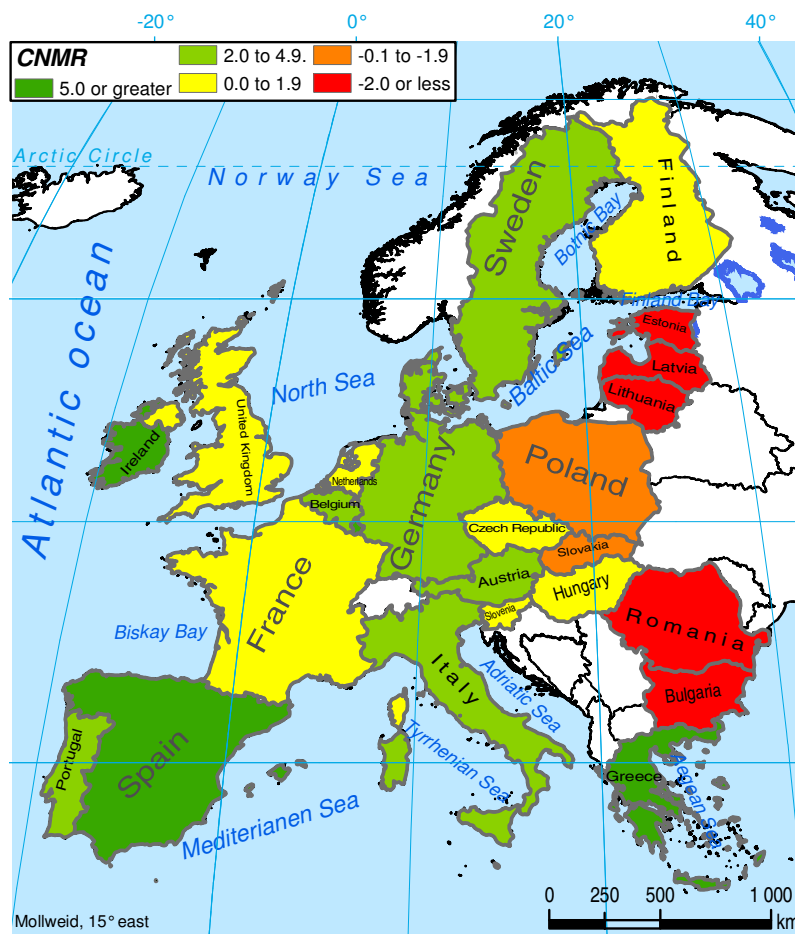 -20° 0° 20° 40°
CNMR
5.0 or greater
2.0 to 4.9.
0.0 to 1.9
-0.1 to -1.9
-2.0 or less
Arctic Circle
Norway Sea
Atlantic ocean
Sweden
Finland
Bothic Bay
Finland Bay
Estonia
Latvia
Lithuania
Baltic Sea
North Sea
Ireland
United Kingdom
Netherlands
Belgium
Germany
Poland
Czech Republic
Slovakia
Austria
Hungary
Slovenia
France
Biskay Bay
Romania
Bulgaria
Italy
Adriatic Sea
Tyrrhenian Sea
Portugal
Spain
Greece
Aegean Sea
Mediterianen Sea
Mollweid, 15° east
0 250 500 1 000
km